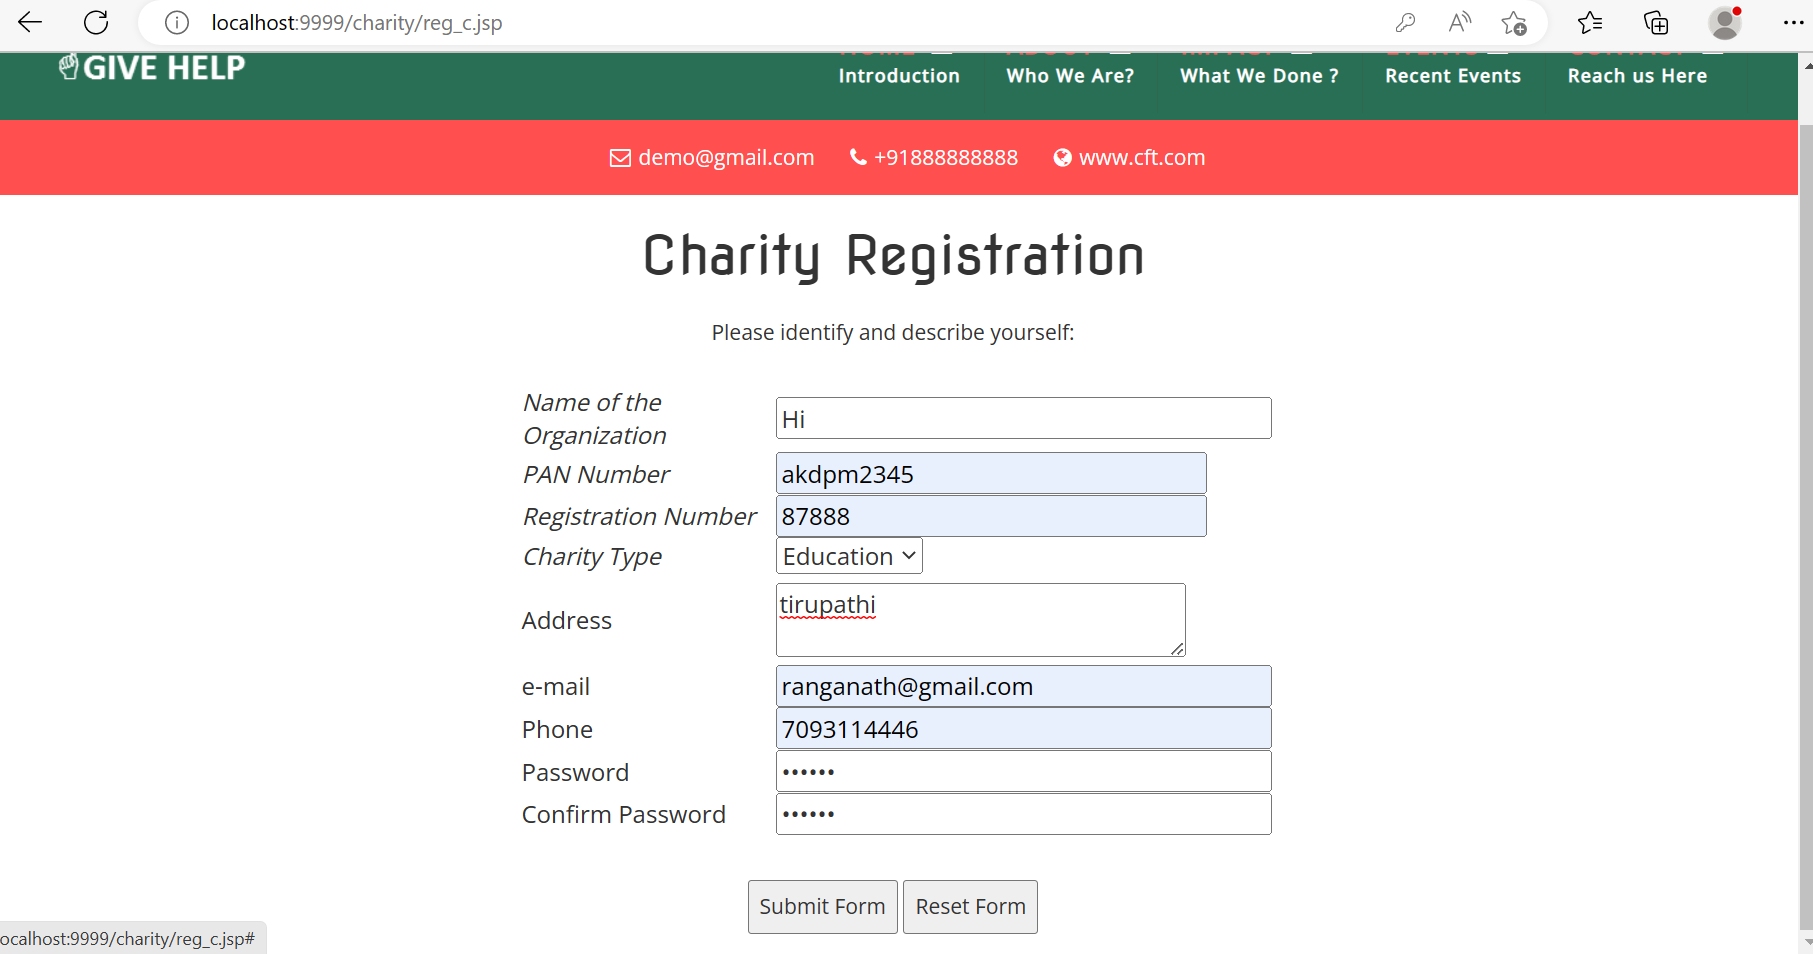 localhost:9999/charity/reg_c.jsp
GIVE HELP
Introduction Who We Are? What We Done ? Recent Events Reach us Here
demo@gmail.com +91888888888 www.cft.com
Charity Registration
Please identify and describe yourself:
Name of the
Organization
Hi
PAN Number akdpm2345
Registration Number 87888
Charity Type Education
Address tirupathi
e-mail ranganath@gmail.com
Phone 7093114446
Password ••••••
Confirm Password ••••••
Submit Form Reset Form
ocalhost:9999/charity/reg_c.jsp#